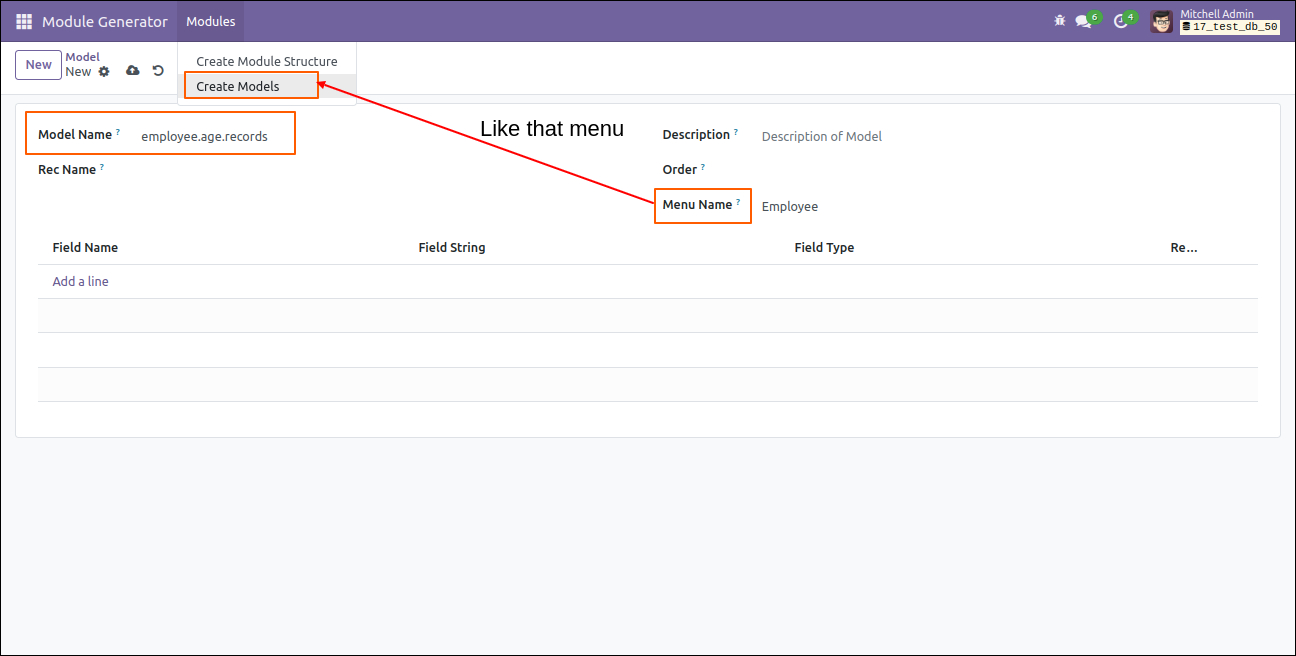 Module Generator Modules 6 4 Mitchell Admin
17_test_db_50
New Model
New
Create Module Structure
Create Models
Like that menu
Model Name ? employee.age.records
Description ? Description of Model
Rec Name ?
Order ?
Menu Name ? Employee
Field Name Field String Field Type Re...
Add a line